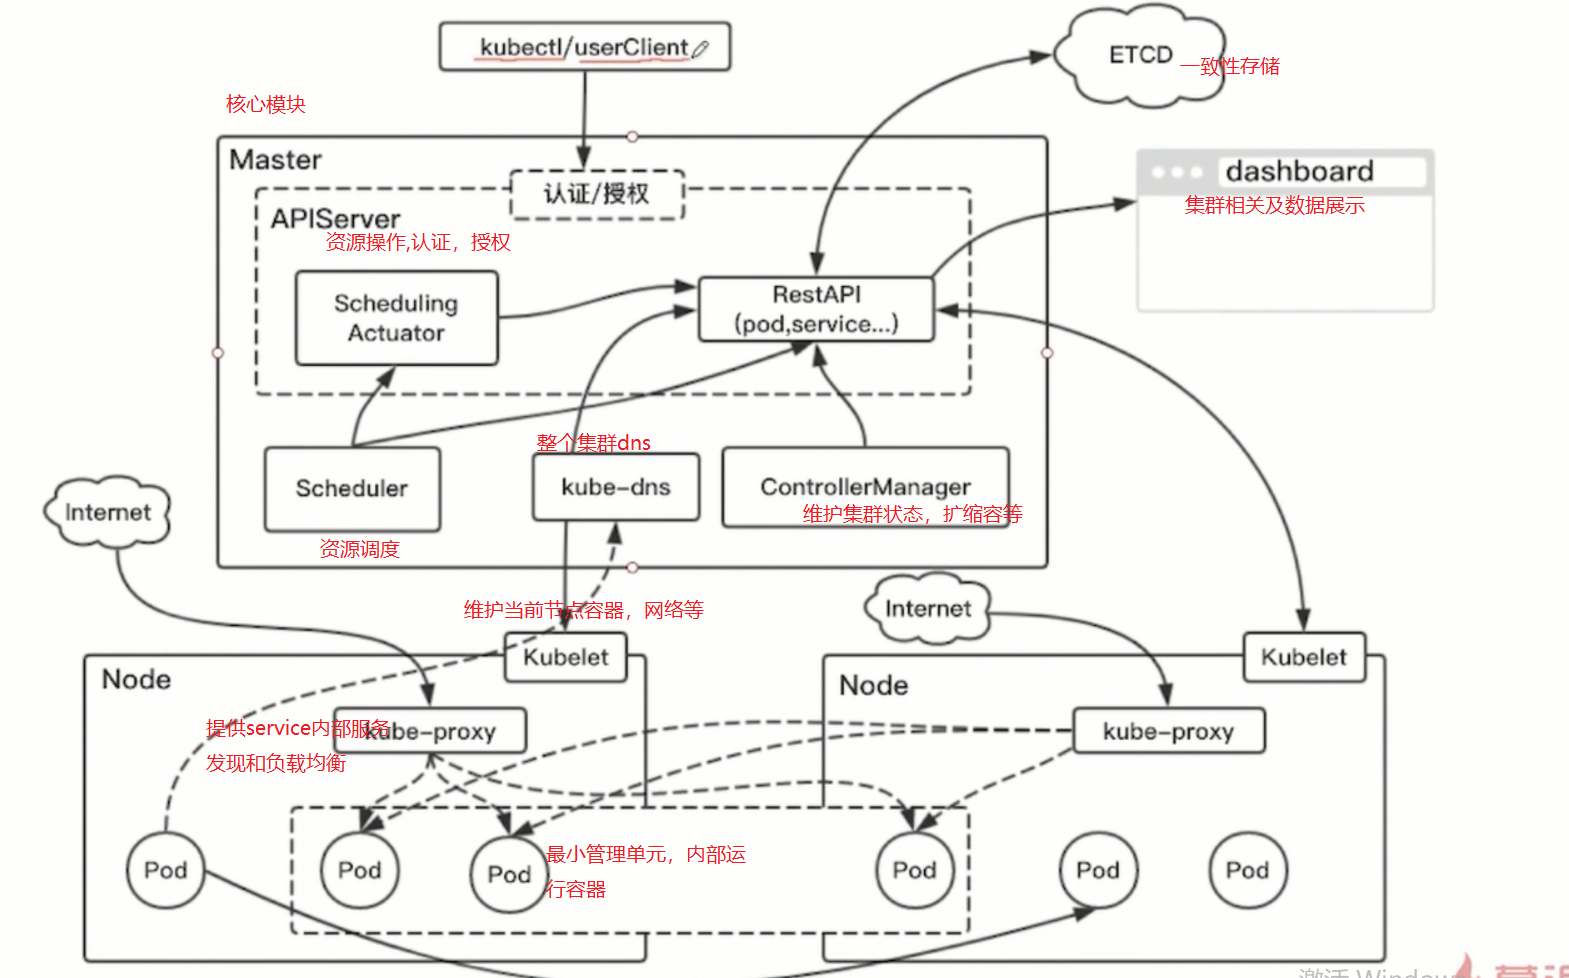 kubectl/userClient
ETCD
一致性存储
核心模块
Master
认证/授权
dashboard
集群相关及数据展示
APIServer
资源操作,认证，授权
Scheduling
Actuator
RestAPI
(pod,service...)
整个集群dns
Scheduler
kube-dns
ControllerManager
维护集群状态，扩缩容等
Internet
资源调度
维护当前节点容器，网络等
Internet
Kubelet
Kubelet
Node
Node
提供service内部服务
发现和负载均衡
kube-proxy
kube-proxy
Pod
Pod
Pod
最小管理单元，内部运
行容器
Pod
Pod
Pod
激活 Windows